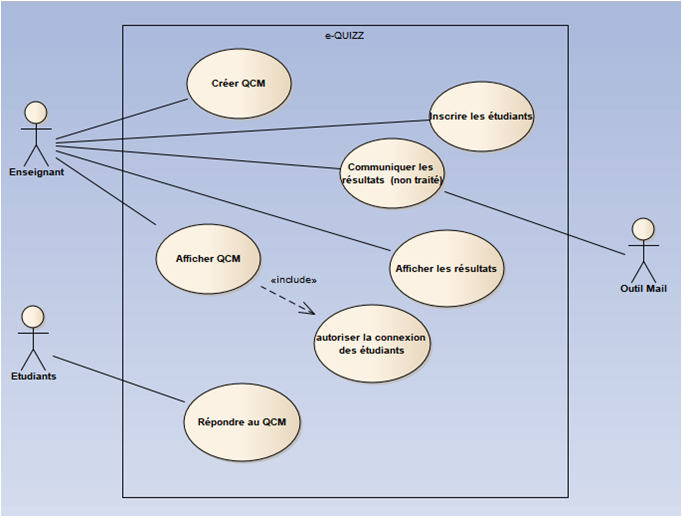 e-QUIZZ
Créer QCM
Inscrire les étudiants
Enseignant
Communiquer les
résultats (non traité)
Afficher QCM
Afficher les résultats
«include»
Outil Mail
autoriser la connexion
des étudiants
Etudiants
Répondre au QCM